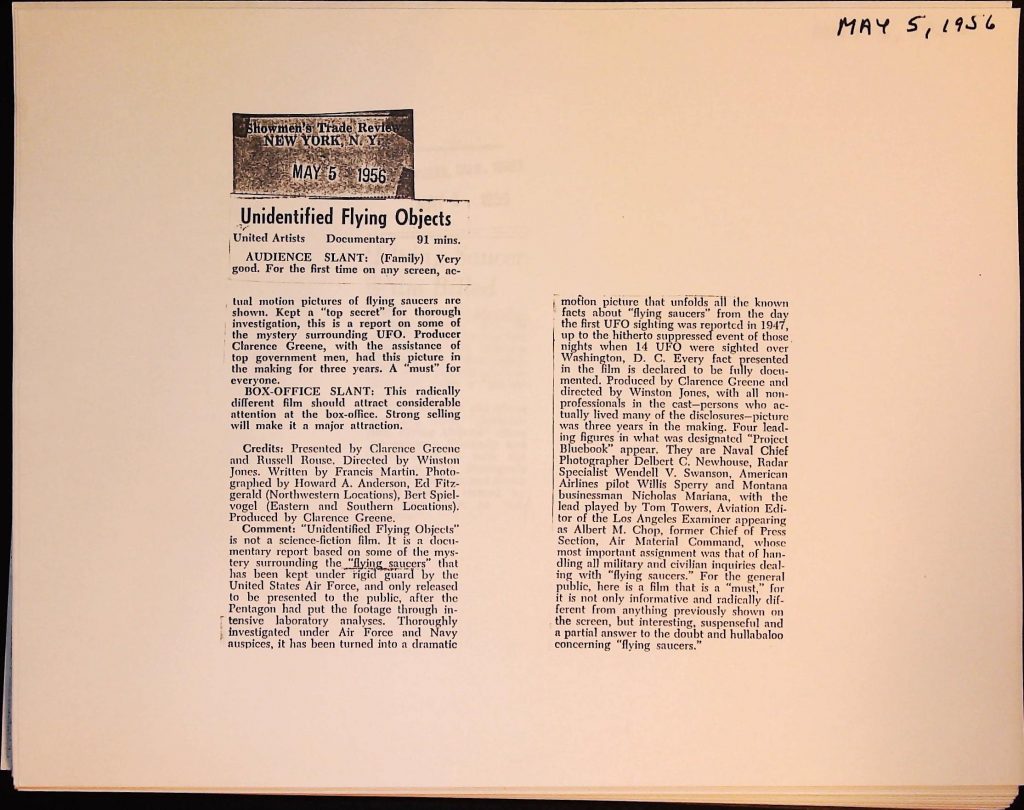 MAY 5, 1956
Showmen's Trade Review
NEW YORK, N. Y.
MAY 5 1956
Unidentified Flying Objects
United Artists Documentary 91 mins.
AUDIENCE SLANT: (Family) Very
good. For the first time on any screen, ac-
tual motion pictures of flying saucers are
shown. Kept a "top secret" for thorough
investigation, this is a report on some of
the mystery surrounding UFO. Producer
Clarence Greene, with the assistance of
top government men, had this picture in
the making for three years. A "must" for
everyone.
BOX-OFFICE SLANT: This radically
different film should attract considerable
attention at the box-office. Strong selling
will make it a major attraction.
Credits: Presented by Clarence Greene
and Russell Rouse. Directed by Winston
Jones. Written by Francis Martin. Photo-
graphed by Howard A. Anderson, Ed Fitz-
gerald (Northwestern Locations), Bert Spiel-
vogel (Eastern and Southern Locations).
Produced by Clarence Greene.
Comment: "Unidentified Flying Objects"
is not a science-fiction film. It is a docu-
mentary report based on some of the mys-
tery surrounding the "flying saucers" that
has been kept under rigid guard by the
United States Air Force, and only released
to be presented to the public, after the
Pentagon had put the footage through in-
tensive laboratory analyses. Thoroughly
investigated under Air Force and Navy
auspices, it has been turned into a dramatic
motion picture that unfolds all the known
facts about "flying saucers" from the day
the first UFO sighting was reported in 1947,
up to the hitherto suppressed event of those
nights when 14 UFO were sighted over
Washington, D. C. Every fact presented
in the film is declared to be fully docu-
mented. Produced by Clarence Greene and
directed by Winston Jones, with all non-
professionals in the cast—persons who ac-
tually lived many of the disclosures—picture
was three years in the making. Four lead-
ing figures in what was designated "Project
Bluebook" appear. They are Naval Chief
Photographer Delbert C. Newhouse, Radar
Specialist Wendell V. Swanson, American
Airlines pilot Willis Sperry and Montana
businessman Nicholas Mariana, with the
lead played by Tom Towers, Aviation Edi-
tor of the Los Angeles Examiner appearing
as Albert M. Chop, former Chief of Press
Section, Air Material Command, whose
most important assignment was that of han-
dling all military and civilian inquiries deal-
ing with "flying saucers." For the general
public, here is a film that is a "must," for
it is not only informative and radically dif-
ferent from anything previously shown on
the screen, but interesting, suspenseful and
a partial answer to the doubt and hullabaloo
concerning "flying saucers."